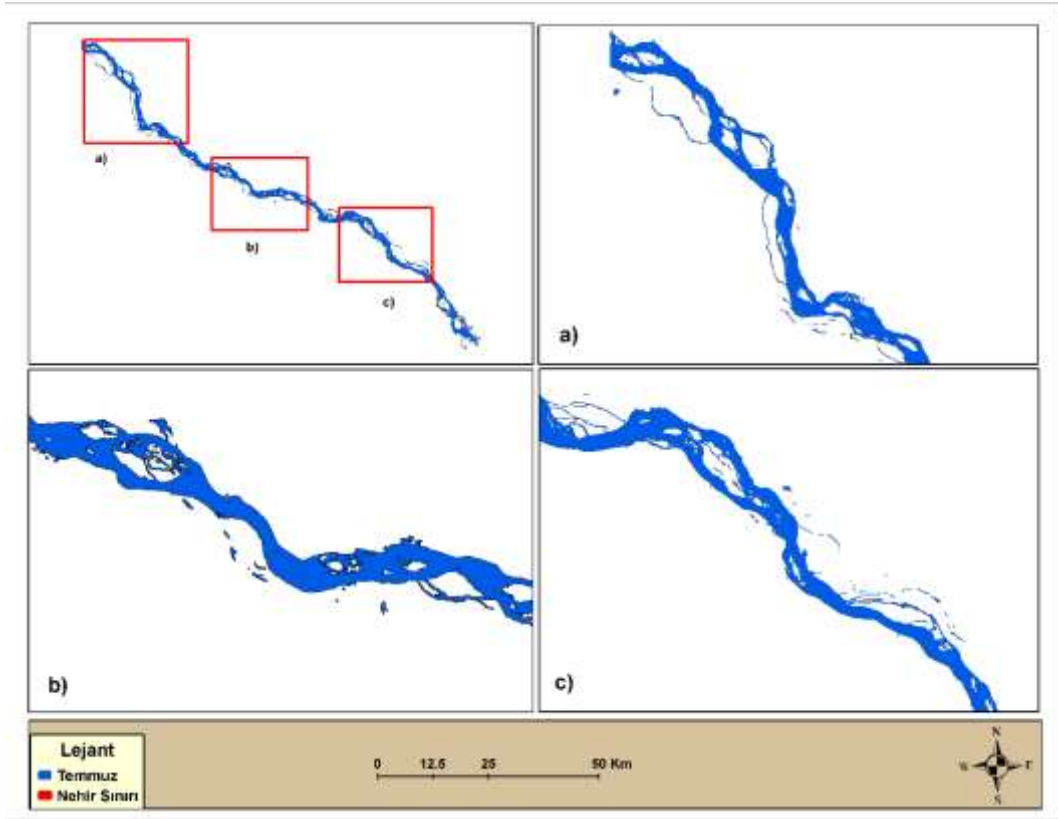 a)
b)
c)
a)
b)
c)
Lejant
Temmuz
Nehir Sınırı
0 12.5 25 50 Km
N
W E
S